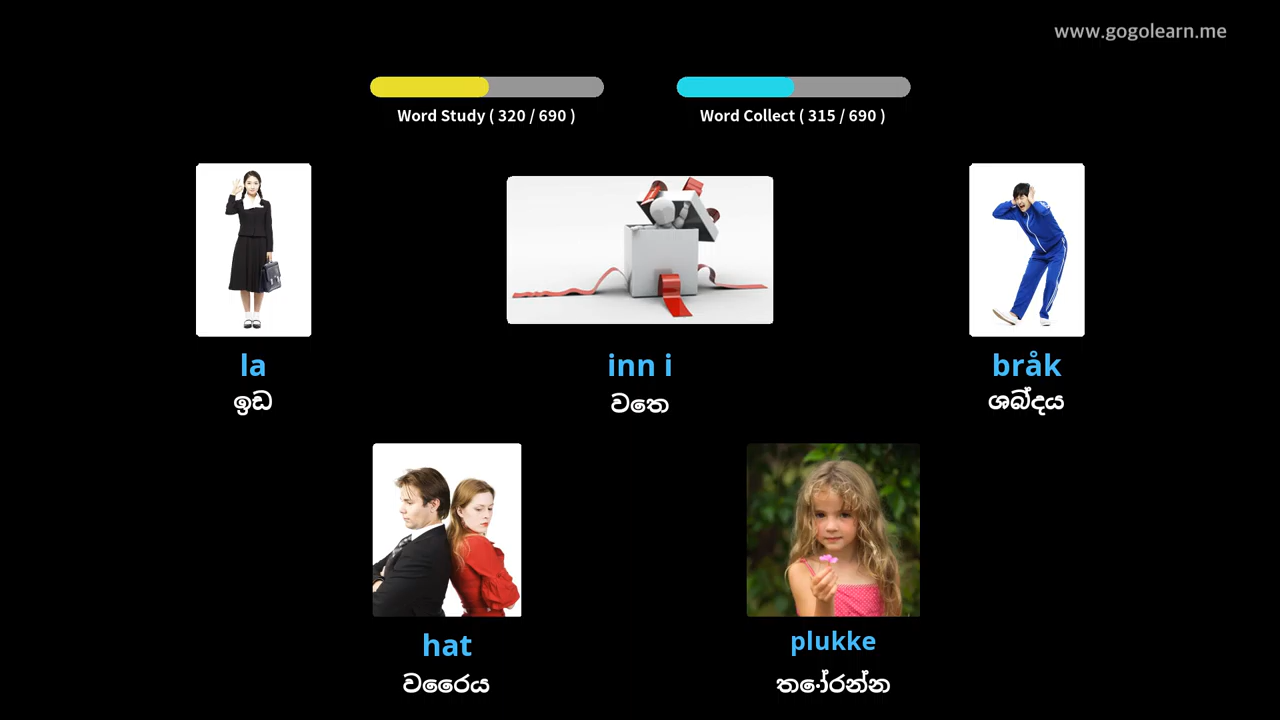 www.gogolearn.me
Word Study ( 320 / 690 )
Word Collect ( 315 / 690 )
la
ඉඩ
inn i
වතෙ
bråk
ශබ්දය
hat
වෛරය
plukke
තෝරන්න